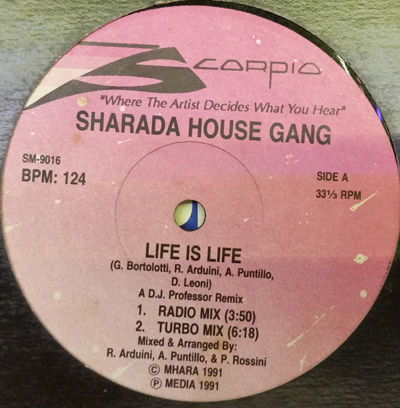 Scorpio
"Where The Artist Decides What You Hear"
SHARADA HOUSE GANG
SM-9016
BPM: 124
SIDE A
33⅓ RPM
LIFE IS LIFE
(G. Bortolotti, R. Arduini, A. Puntillo,
D. Leoni)
A D.J. Professor Remix
1. RADIO MIX (3:50)
2. TURBO MIX (6:18)
Mixed & Arranged By:
R. Arduini, A. Puntillo, & P. Rossini
Ⓒ MHARA 1991
Ⓟ MEDIA 1991